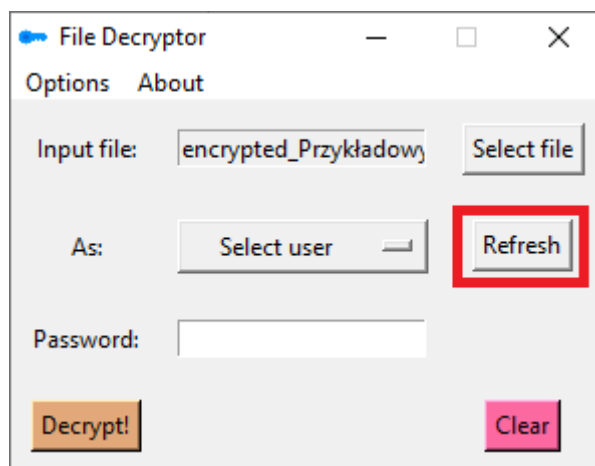 File Decryptor
Options About
Input file: encrypted_Przykładowy Select file
As: Select user Refresh
Password:
Decrypt! Clear